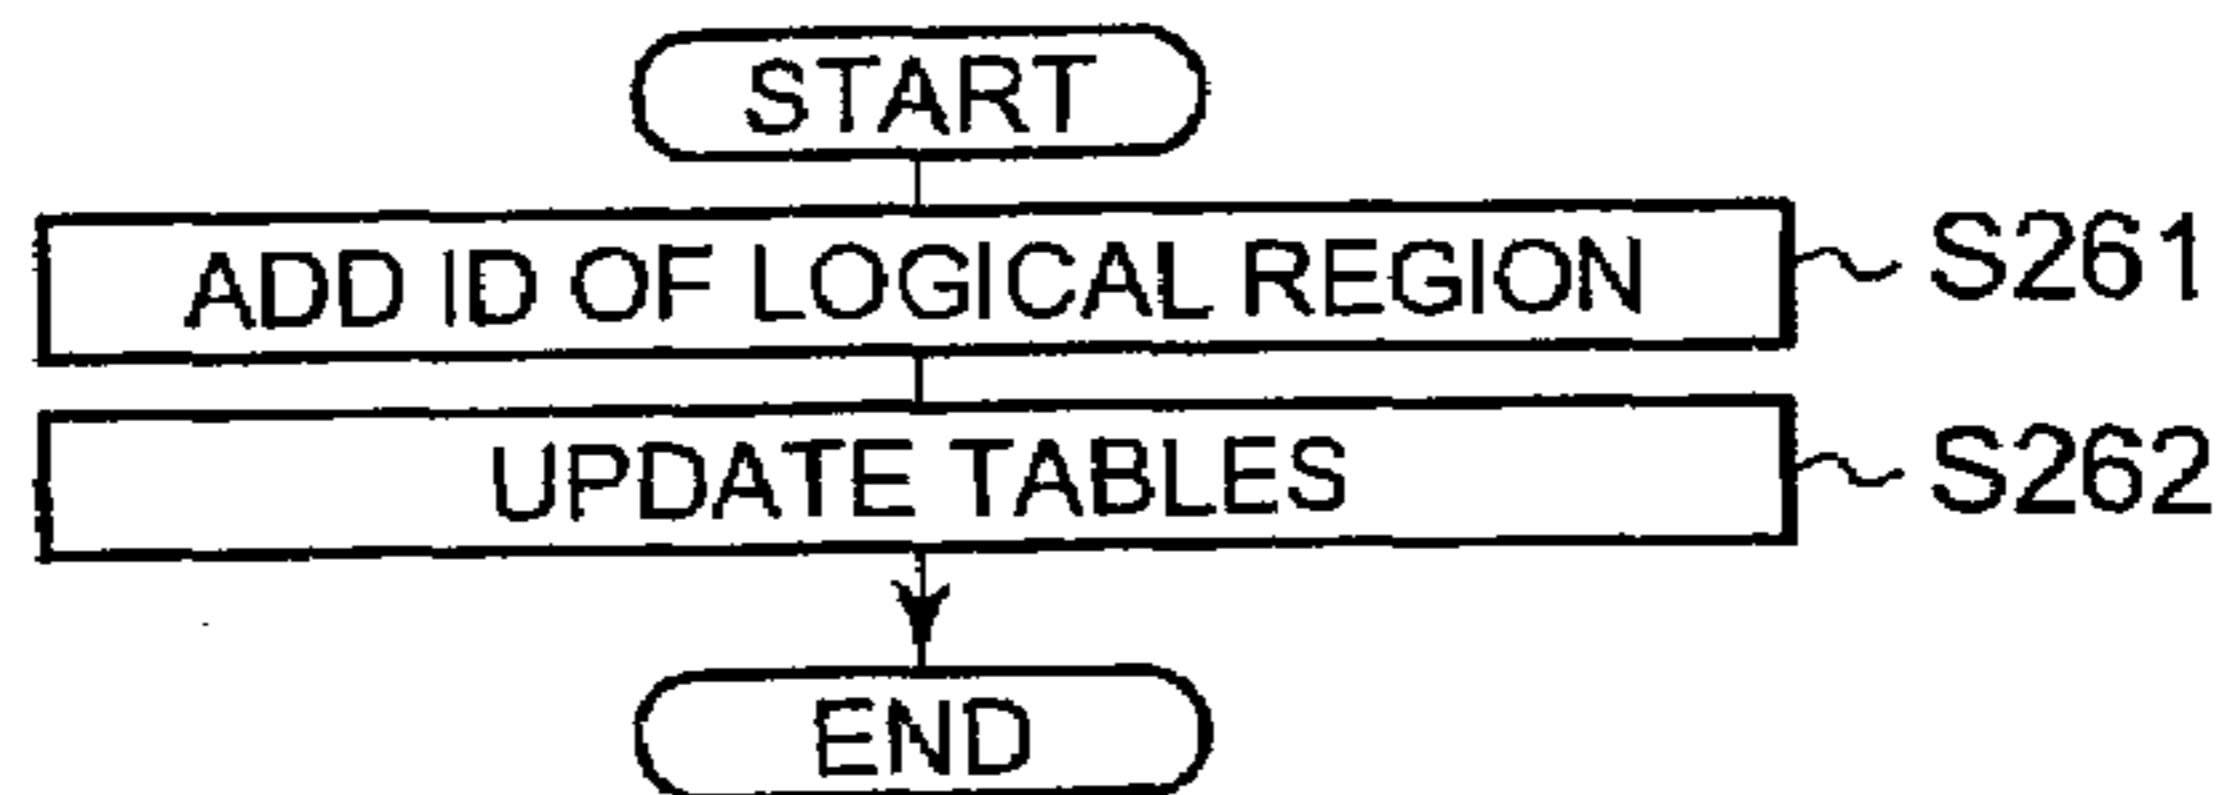 START
ADD ID OF LOGICAL REGION
S261
UPDATE TABLES
S262
END